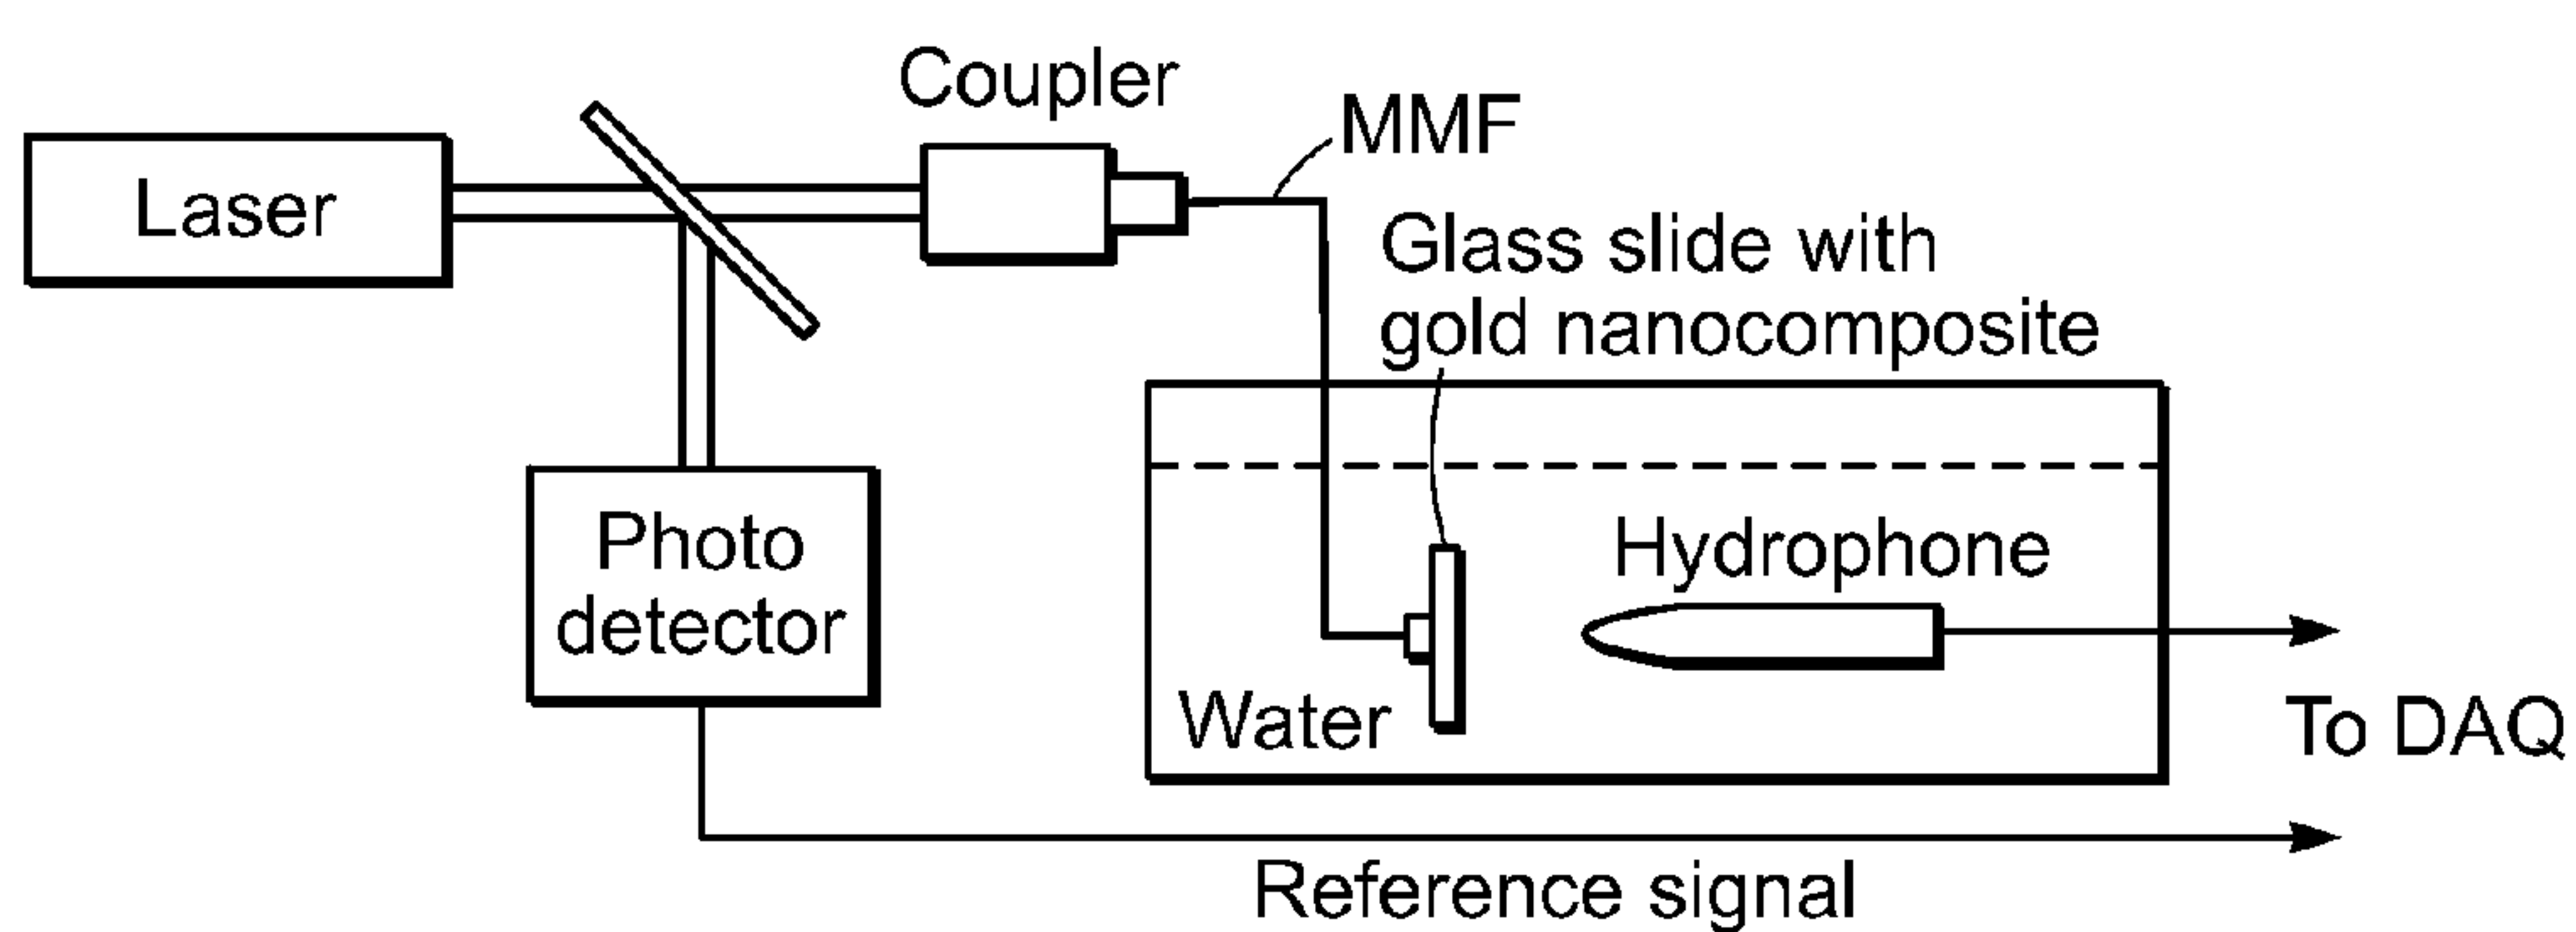 Coupler
MMF
Laser
Glass slide with
gold nanocomposite
Photo
detector
Hydrophone
Water
To DAQ
Reference signal